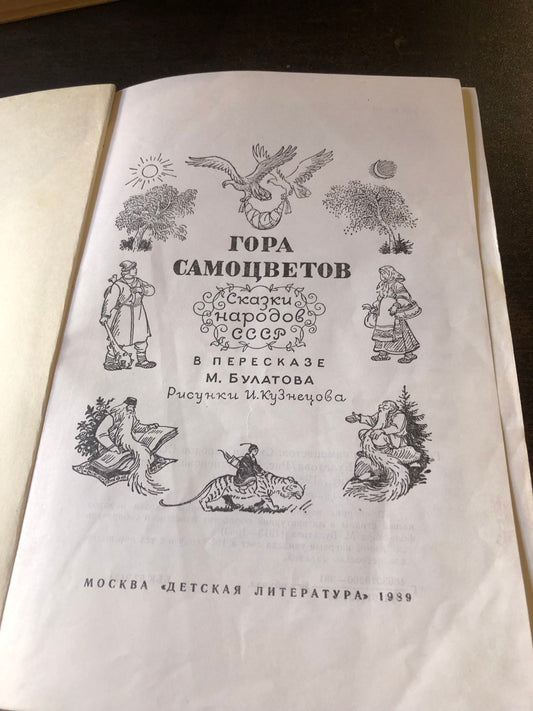 ГОРА
САМОЦВЕТОВ
Сказки
народов
СССР
В ПЕРЕСКАЗЕ
М. БУЛАТОВА
Рисунки И. Кузнецова
МОСКВА «ДЕТСКАЯ ЛИТЕРАТУРА» 1989